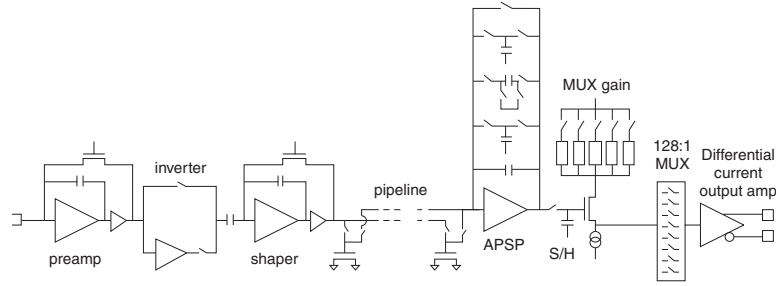 preamp
inverter
shaper
pipeline
APSP
S/H
MUX gain
128:1
MUX
Differential
current
output amp